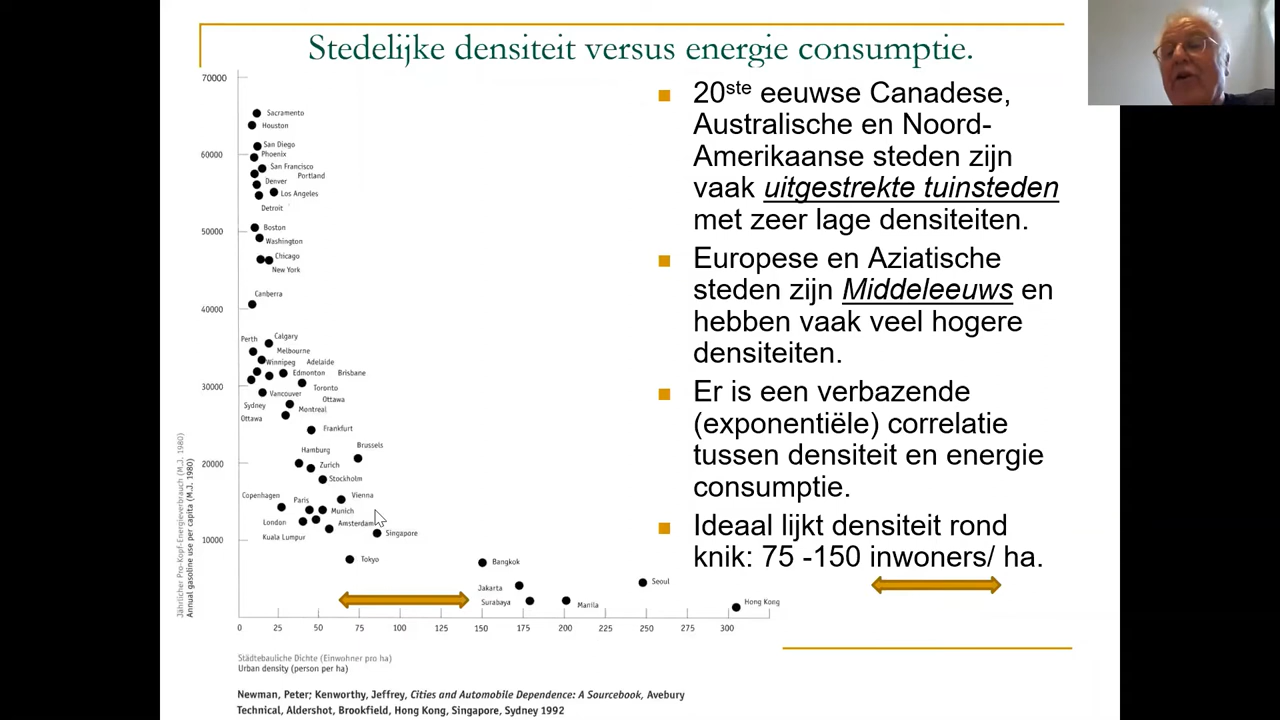 Stedelijke densiteit versus energie consumptie.
20ste eeuwse Canadese,
Australische en Noord-
Amerikaanse steden zijn
vaak uitgestrekte tuinsteden
met zeer lage densiteiten.
Europese en Aziatische
steden zijn Middeleeuws en
hebben vaak veel hogere
densiteiten.
Er is een verbazende
(exponentiële) correlatie
tussen densiteit en energie
consumptie.
Ideaal lijkt densiteit rond
knik: 75 -150 inwoners/ ha.
70000
60000
50000
40000
30000
20000
10000
Jährlicher Pro-Kopf-Energieverbrauch (M.J. 1980)
Annual gasoline use per capita (M.J. 1980)
Sacramento
Houston
San Diego
Phoenix
San Francisco
Portland
Denver
Los Angeles
Detroit
Boston
Washington
Chicago
New York
Canberra
Perth
Calgary
Melbourne
Winnipeg
Adelaide
Edmonton
Brisbane
Toronto
Vancouver
Ottawa
Sydney
Montreal
Ottawa
Frankfurt
Brussels
Hamburg
Zurich
Stockholm
Copenhagen
Paris
Vienna
Munich
London
Amsterdam
Kuala Lumpur
Singapore
Tokyo
Bangkok
Jakarta
Surabaya
Manila
Seoul
Hong Kong
0 25 50 75 100 125 150 175 200 225 250 275 300
Städtebauliche Dichte (Einwohner pro ha)
Urban density (person per ha)
Newman, Peter; Kenworthy, Jeffrey, Cities and Automobile Dependence: A Sourcebook, Avebury
Technical, Aldershot, Brookfield, Hong Kong, Singapore, Sydney 1992